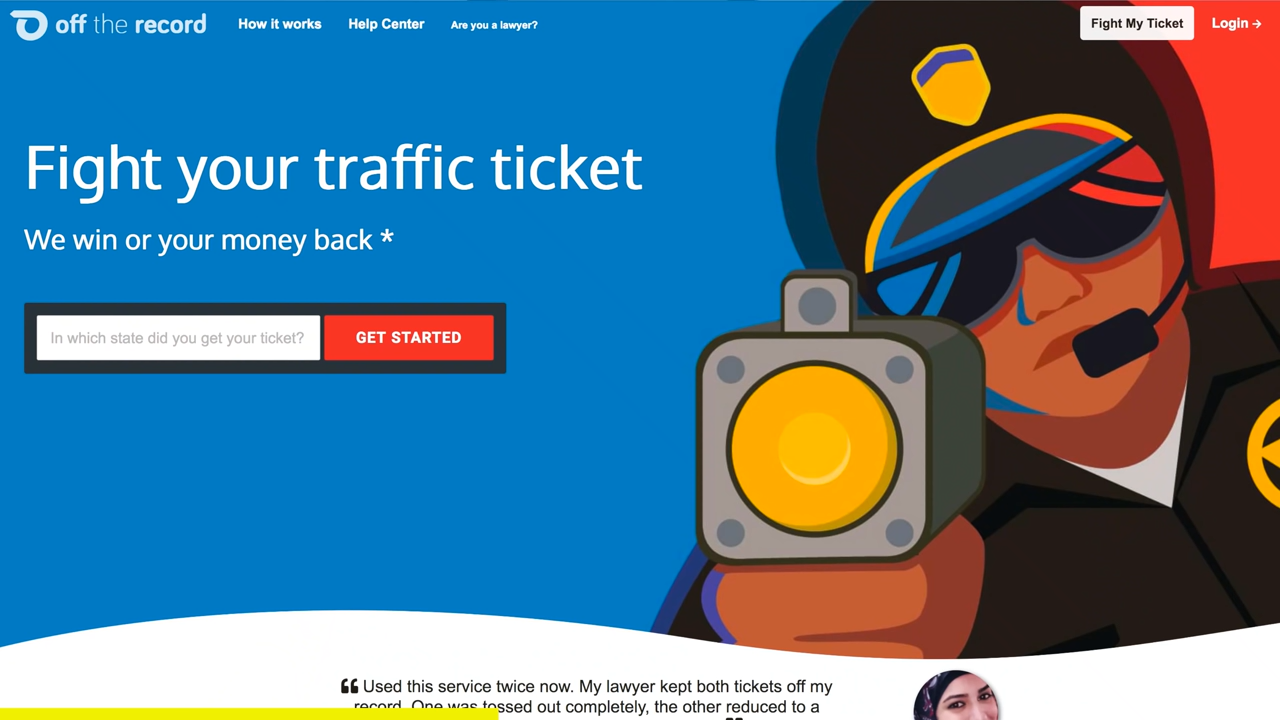 off the record
How it works
Help Center
Are you a lawyer?
Fight My Ticket
Login →
Fight your traffic ticket
We win or your money back *
In which state did you get your ticket?
GET STARTED
“ Used this service twice now. My lawyer kept both tickets off my
record. One was tossed out completely, the other reduced to a